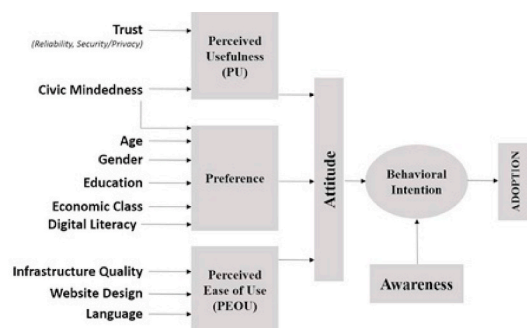 Trust
(Reliability, Security/Privacy)
Civic Mindedness
Age
Gender
Education
Economic Class
Digital Literacy
Infrastructure Quality
Website Design
Language
Perceived
Usefulness
(PU)
Preference
Perceived
Ease of Use
(PEOU)
Attitude
Behavioral
Intention
Awareness
ADOPTION